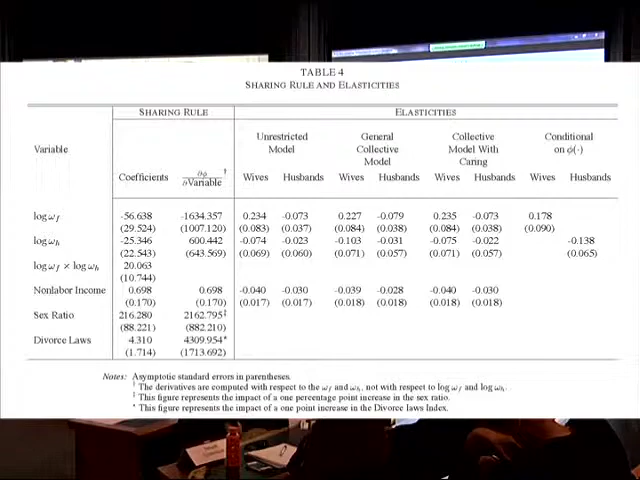 TABLE 4
SHARING RULE AND ELASTICITIES
SHARING RULE ELASTICITIES
Unrestricted General Collective Conditional
Variable Model Collective Model With on ϕ(·)
Model Caring
Coefficients ∂ϕ/∂Variable † Wives Husbands Wives Husbands Wives Husbands Wives Husbands
log ω_f -56.638 -1634.357 0.234 -0.073 0.227 -0.079 0.235 -0.073 0.178
(29.524) (1007.120) (0.083) (0.037) (0.084) (0.038) (0.084) (0.038) (0.090)
log ω_h -25.346 600.442 -0.074 -0.023 -0.103 -0.031 -0.075 -0.022 -0.138
(22.543) (643.569) (0.069) (0.060) (0.071) (0.057) (0.071) (0.057) (0.065)
log ω_f × log ω_h 20.063
(10.744)
Nonlabor Income 0.698 0.698 -0.040 -0.030 -0.039 -0.028 -0.040 -0.030
(0.170) (0.170) (0.017) (0.017) (0.018) (0.018) (0.018) (0.018)
Sex Ratio 216.280 2162.795‡
(88.221) (882.210)
Divorce Laws 4.310 4309.954*
(1.714) (1713.692)
Notes: Asymptotic standard errors in parentheses.
† The derivatives are computed with respect to the ω_f and ω_h, not with respect to log ω_f and log ω_h.
‡ This figure represents the impact of a one percentage point increase in the sex ratio.
* This figure represents the impact of a one point increase in the Divorce laws Index.